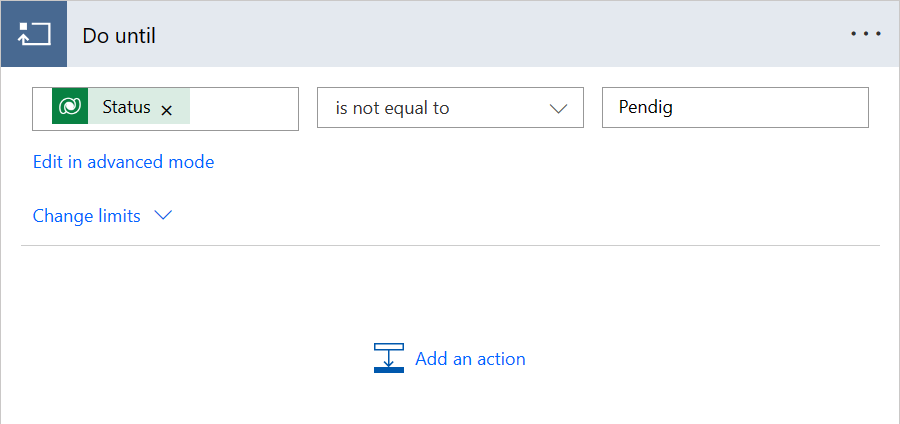 Do until
Status is not equal to Pendig
Edit in advanced mode
Change limits
Add an action